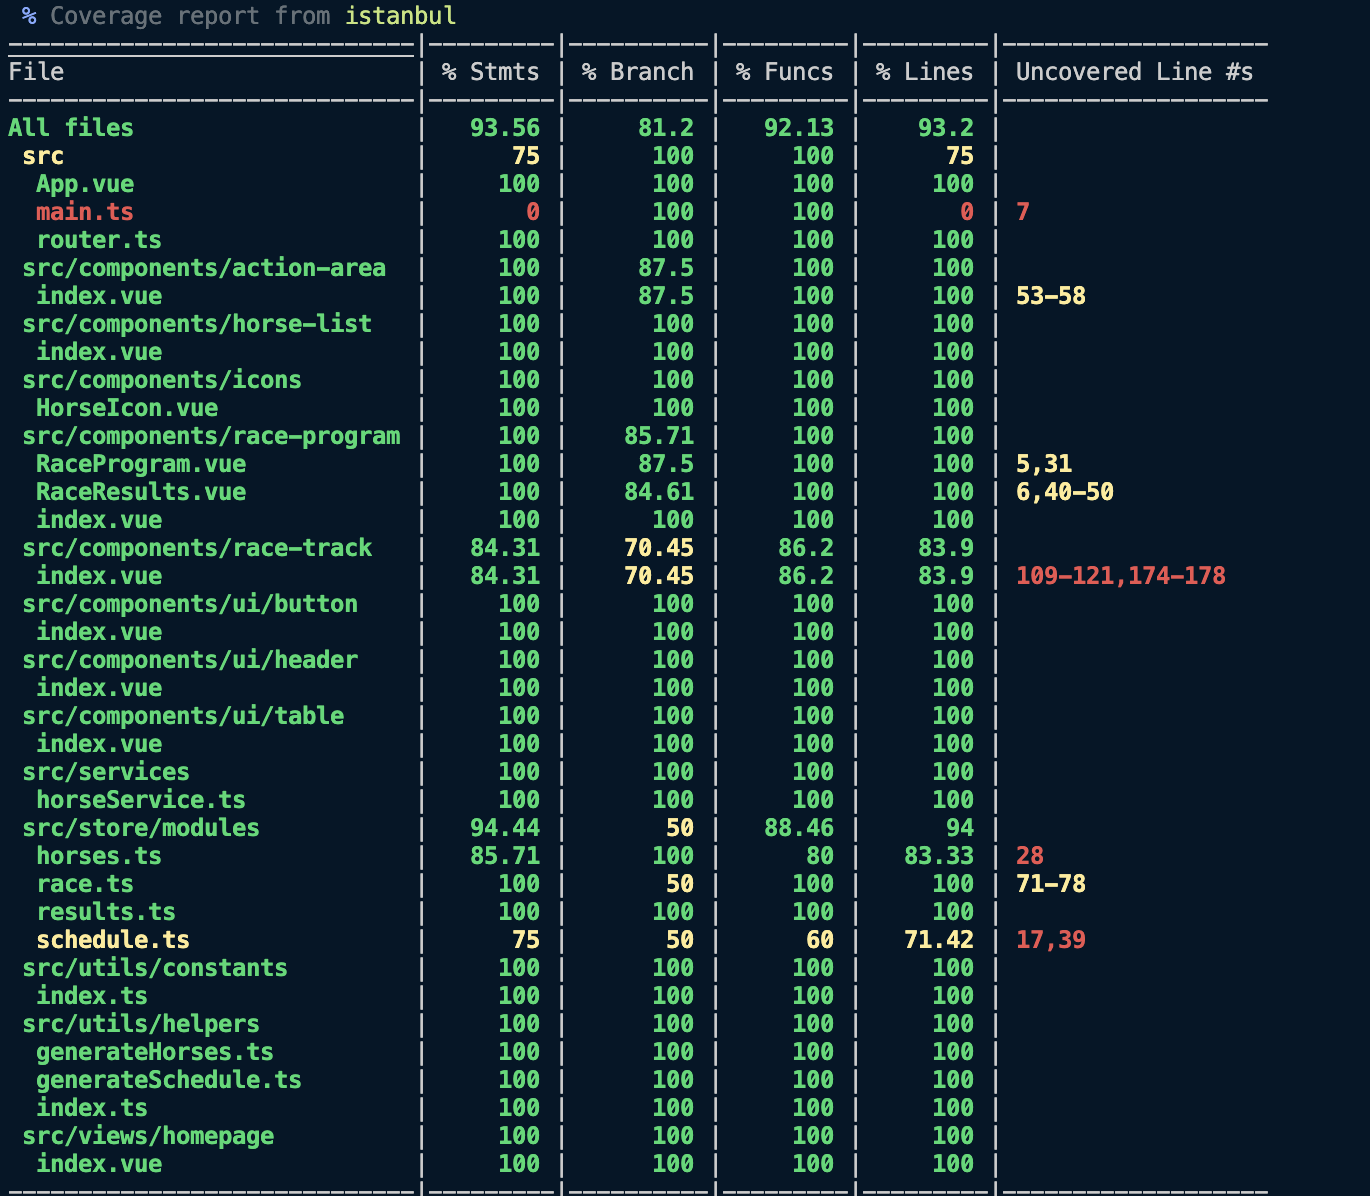 % Coverage report from istanbul
File | % Stmts | % Branch | % Funcs | % Lines | Uncovered Line #s
All files | 93.56 | 81.2 | 92.13 | 93.2 |
src | 75 | 100 | 100 | 75 |
App.vue | 100 | 100 | 100 | 100 |
main.ts | 0 | 100 | 100 | 0 | 7
router.ts | 100 | 100 | 100 | 100 |
src/components/action-area | 100 | 87.5 | 100 | 100 |
index.vue | 100 | 87.5 | 100 | 100 | 53-58
src/components/horse-list | 100 | 100 | 100 | 100 |
index.vue | 100 | 100 | 100 | 100 |
src/components/icons | 100 | 100 | 100 | 100 |
HorseIcon.vue | 100 | 100 | 100 | 100 |
src/components/race-program | 100 | 85.71 | 100 | 100 |
RaceProgram.vue | 100 | 87.5 | 100 | 100 | 5,31
RaceResults.vue | 100 | 84.61 | 100 | 100 | 6,40-50
index.vue | 100 | 100 | 100 | 100 |
src/components/race-track | 84.31 | 70.45 | 86.2 | 83.9 |
index.vue | 84.31 | 70.45 | 86.2 | 83.9 | 109-121,174-178
src/components/ui/button | 100 | 100 | 100 | 100 |
index.vue | 100 | 100 | 100 | 100 |
src/components/ui/header | 100 | 100 | 100 | 100 |
index.vue | 100 | 100 | 100 | 100 |
src/components/ui/table | 100 | 100 | 100 | 100 |
index.vue | 100 | 100 | 100 | 100 |
src/services | 100 | 100 | 100 | 100 |
horseService.ts | 100 | 100 | 100 | 100 |
src/store/modules | 94.44 | 50 | 88.46 | 94 |
horses.ts | 85.71 | 100 | 80 | 83.33 | 28
race.ts | 100 | 50 | 100 | 100 | 71-78
results.ts | 100 | 100 | 100 | 100 |
schedule.ts | 75 | 50 | 60 | 71.42 | 17,39
src/utils/constants | 100 | 100 | 100 | 100 |
index.ts | 100 | 100 | 100 | 100 |
src/utils/helpers | 100 | 100 | 100 | 100 |
generateHorses.ts | 100 | 100 | 100 | 100 |
generateSchedule.ts | 100 | 100 | 100 | 100 |
index.ts | 100 | 100 | 100 | 100 |
src/views/homepage | 100 | 100 | 100 | 100 |
index.vue | 100 | 100 | 100 | 100 |